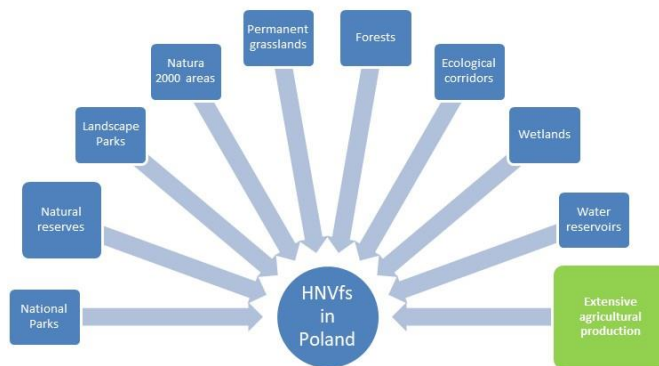 Permanent
grasslands
Forests
Natura
2000 areas
Ecological
corridors
Landscape
Parks
Wetlands
Natural
reserves
Water
reservoirs
National
Parks
HNVfs
in
Poland
Extensive
agricultural
production